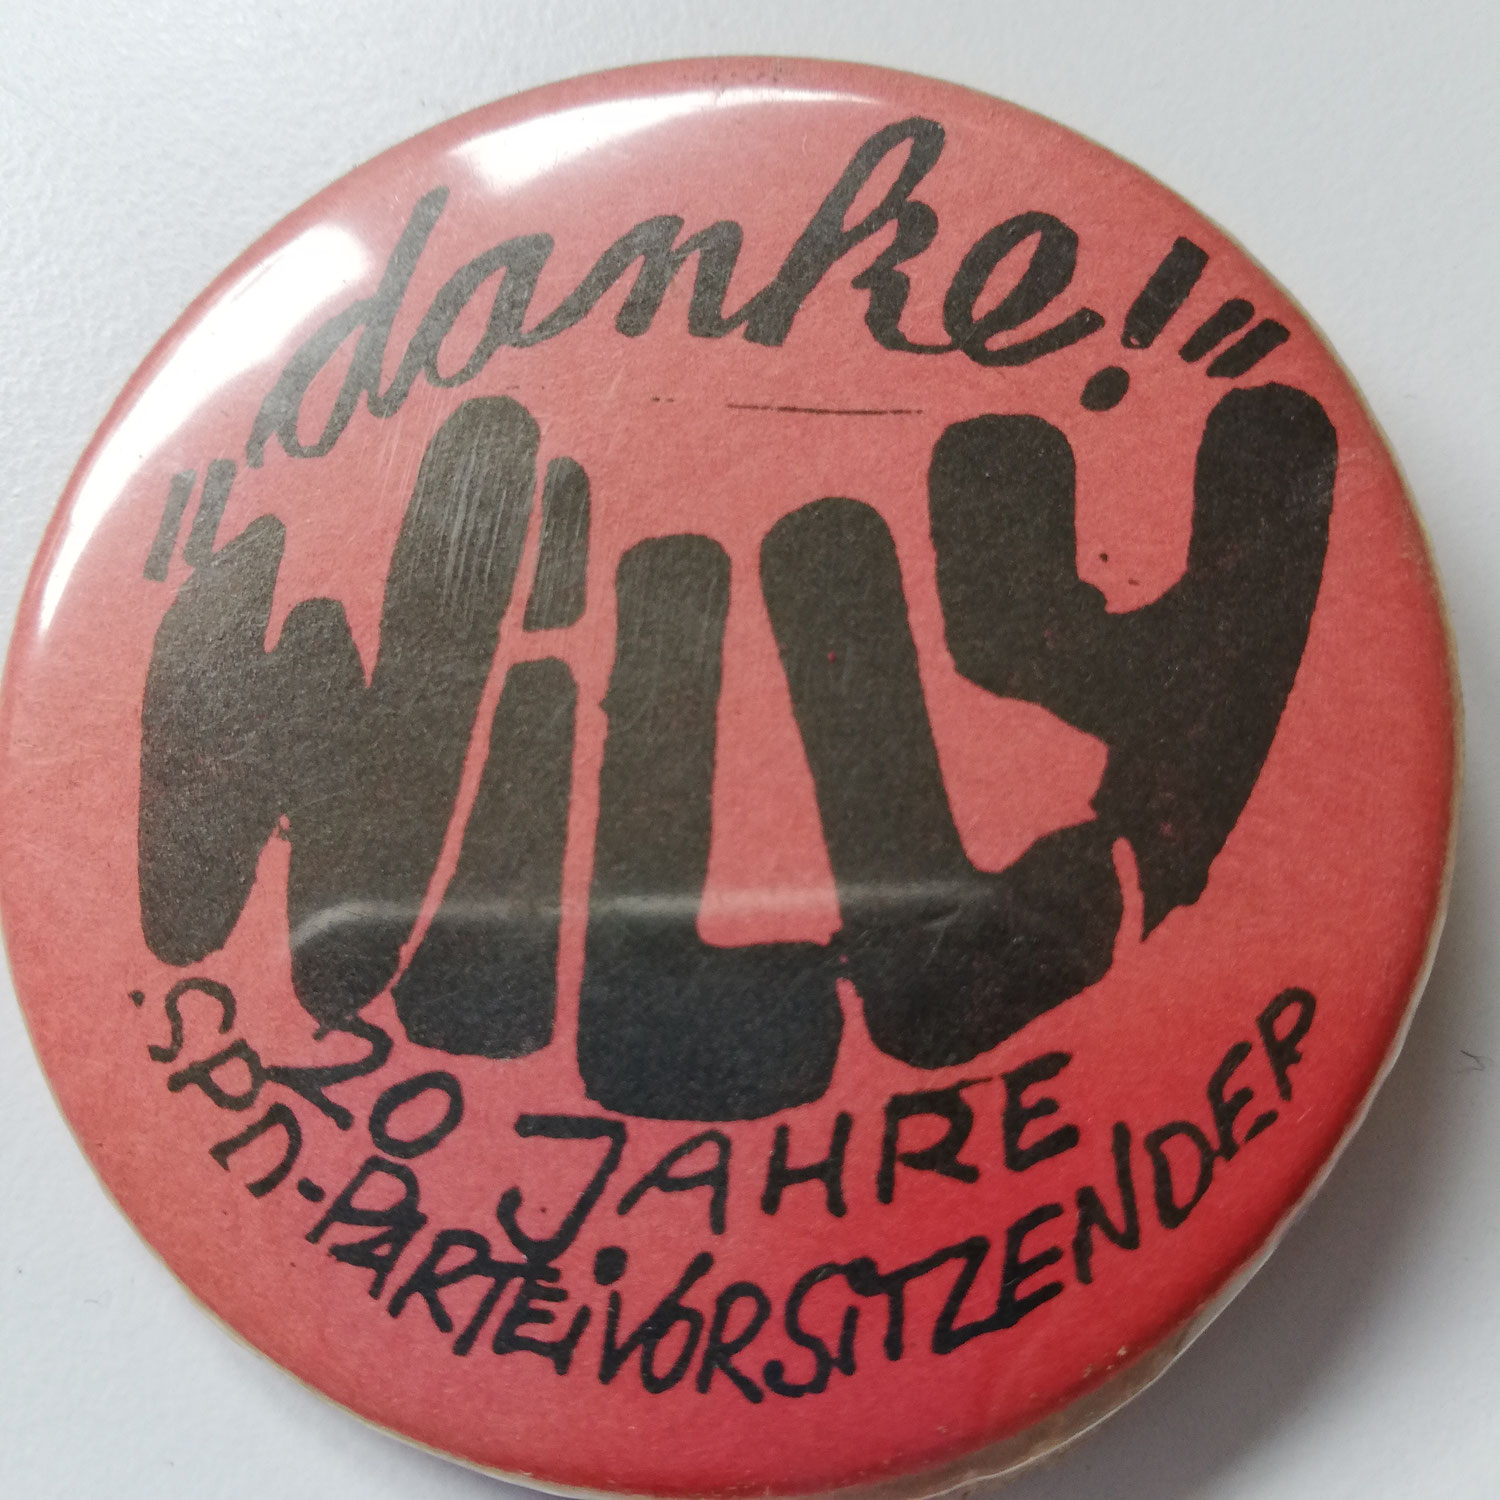 "danke!"
WiLLY
20 JAHRE
SPD-PARTEiVORSiTZENDER